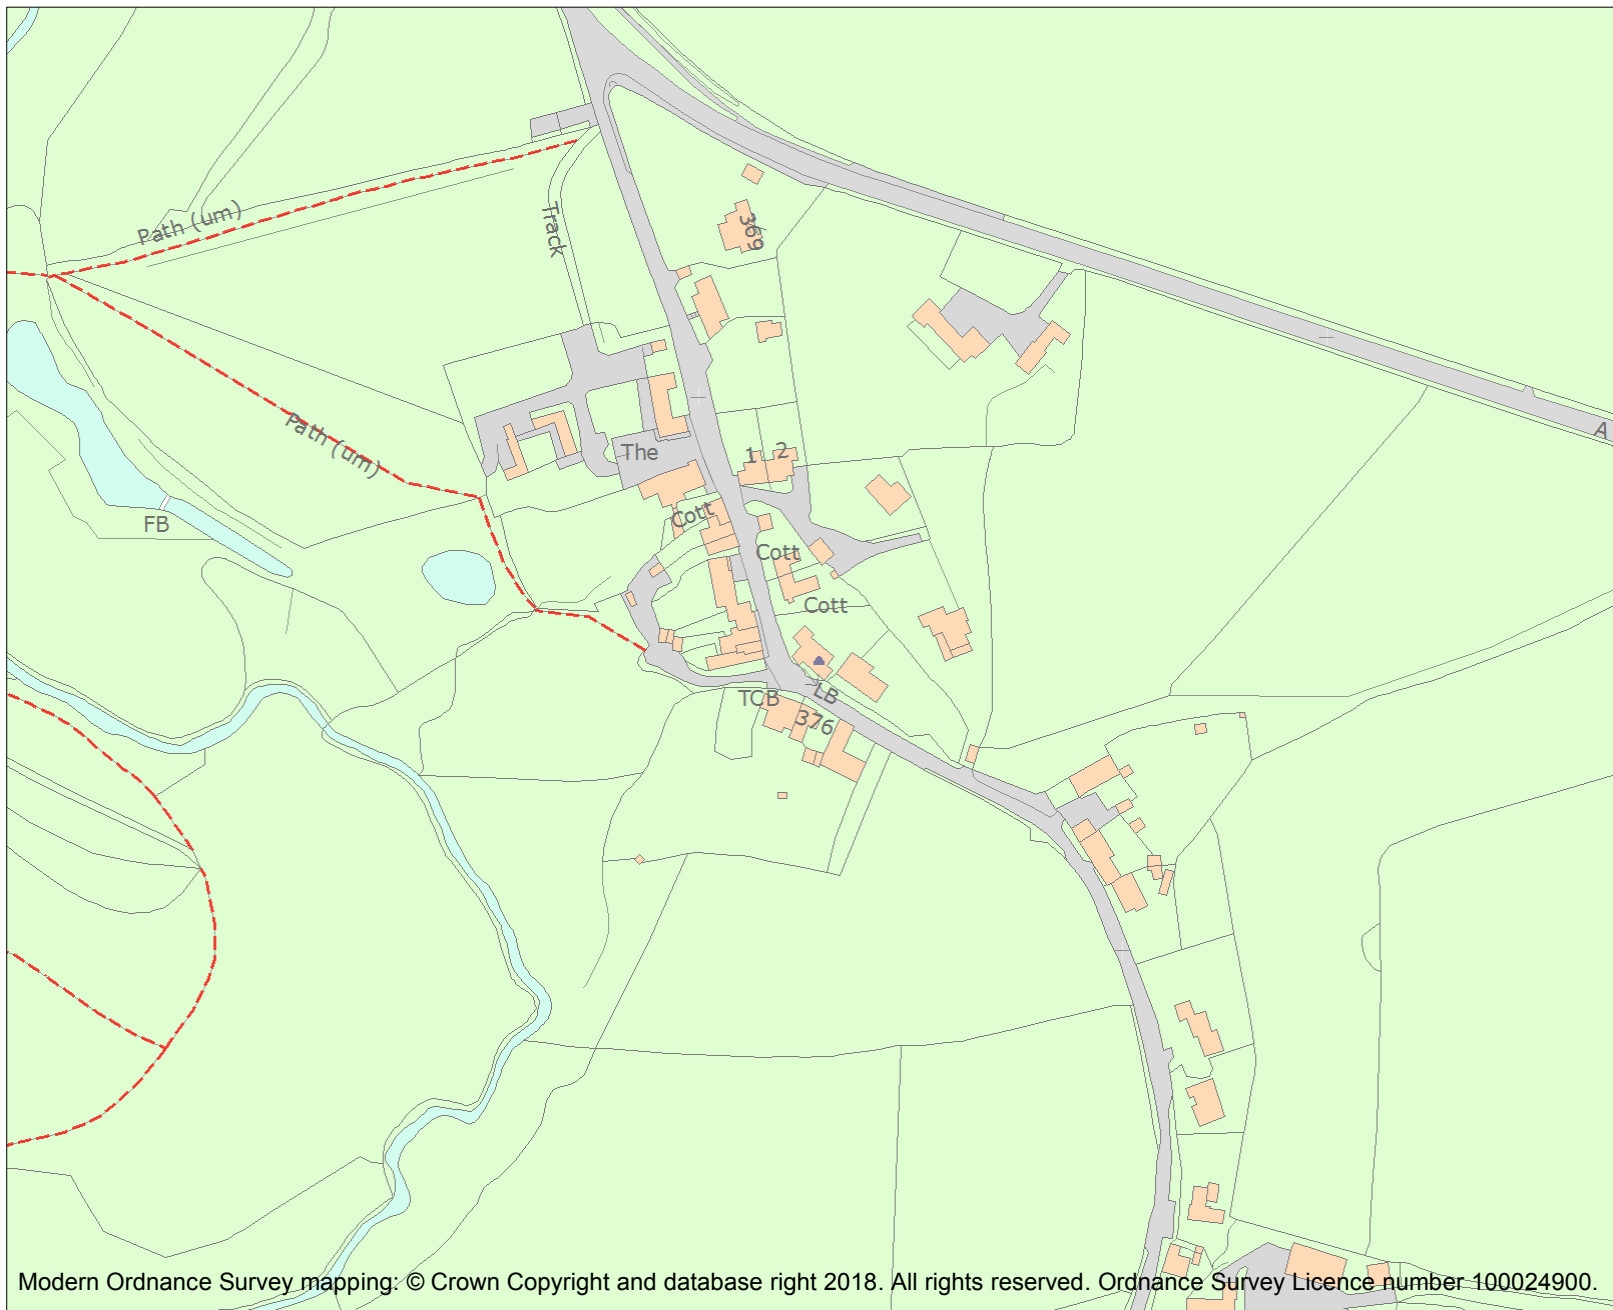 Path (um)
Track
369
A
Path (um)
The
1
2
Cott
FB
Cott
Cott
LB
TCB
376
Modern Ordnance Survey mapping: © Crown Copyright and database right 2018. All rights reserved. Ordnance Survey Licence number 100024900.